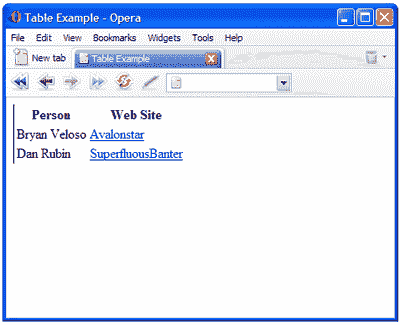 Table Example - Opera
File Edit View Bookmarks Widgets Tools Help
New tab Table Example
Person Web Site
Bryan Veloso Avalonstar
Dan Rubin SuperfluousBanter